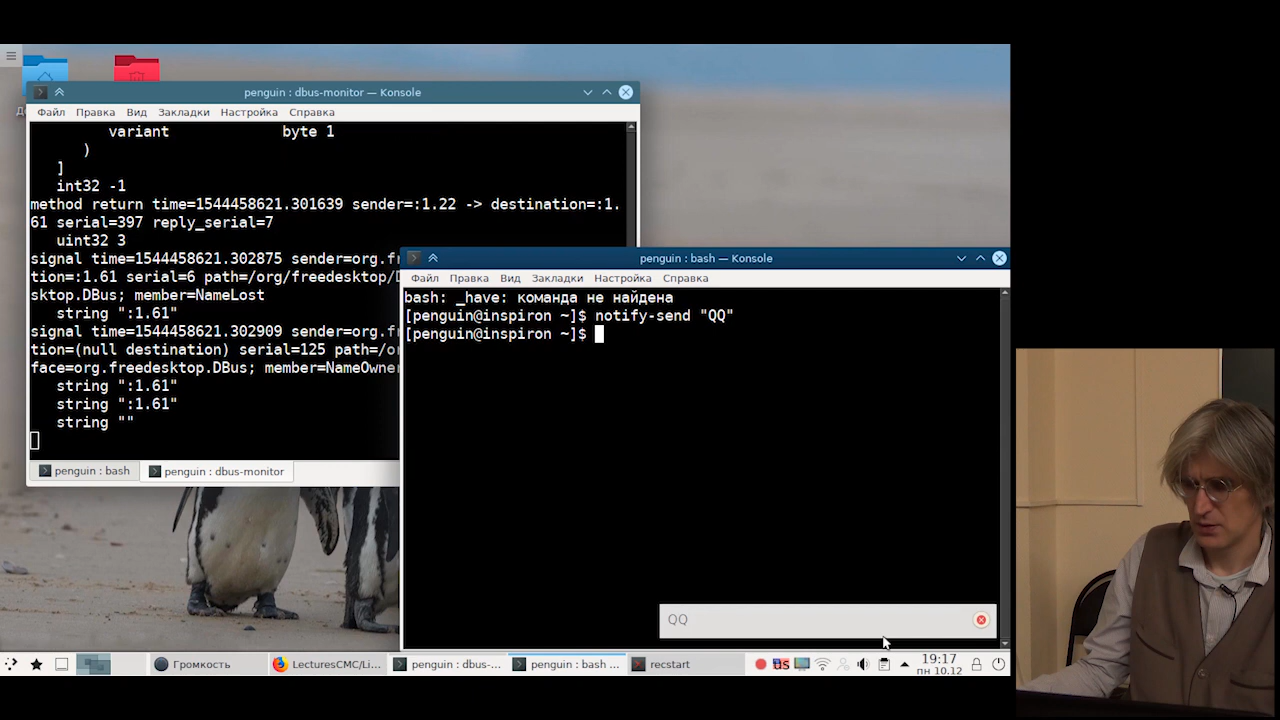 penguin : dbus-monitor — Konsole
Файл Правка Вид Закладки Настройка Справка
variant byte 1
)
]
int32 -1
method return time=1544458621.301639 sender=:1.22 -> destination=:1.
61 serial=397 reply_serial=7
uint32 3
signal time=1544458621.302875 sender=org.fr
tion=:1.61 serial=6 path=/org/freedesktop/D
sktop.DBus; member=NameLost
string ":1.61"
signal time=1544458621.302909 sender=org.fr
tion=(null destination) serial=125 path=/or
face=org.freedesktop.DBus; member=NameOwner
string ":1.61"
string ":1.61"
string ""
penguin : bash penguin : dbus-monitor
penguin : bash — Konsole
Файл Правка Вид Закладки Настройка Справка
bash: _have: команда не найдена
[penguin@inspiron ~]$ notify-send "QQ"
[penguin@inspiron ~]$
QQ
Громкость LecturesCMC/Li... penguin : dbus-... penguin : bash ... recstart us 19:17
пн 10.12